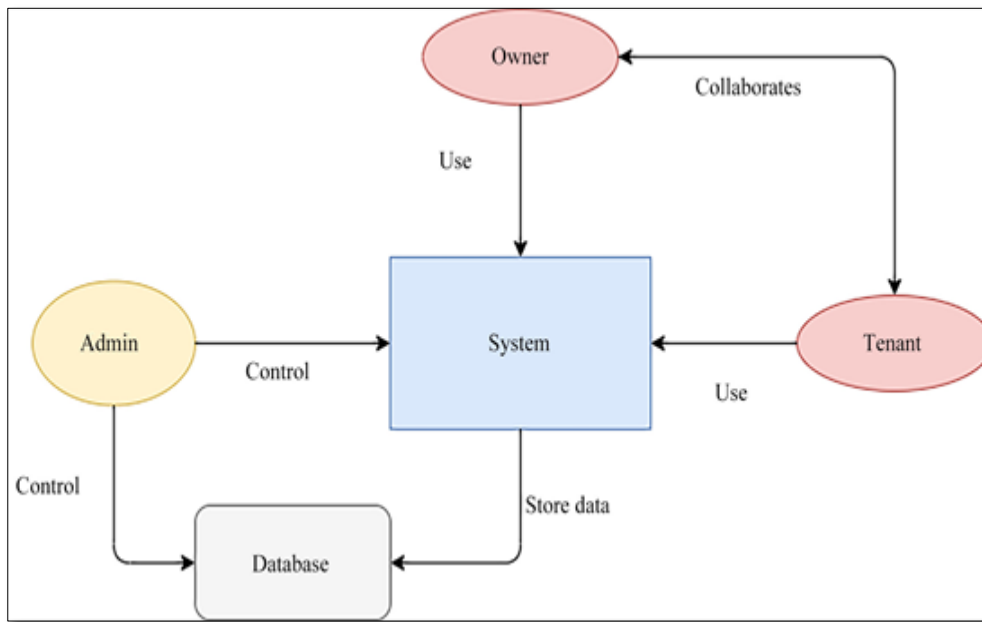 Owner
Collaborates
Use
Admin
System
Tenant
Control
Use
Control
Store data
Database